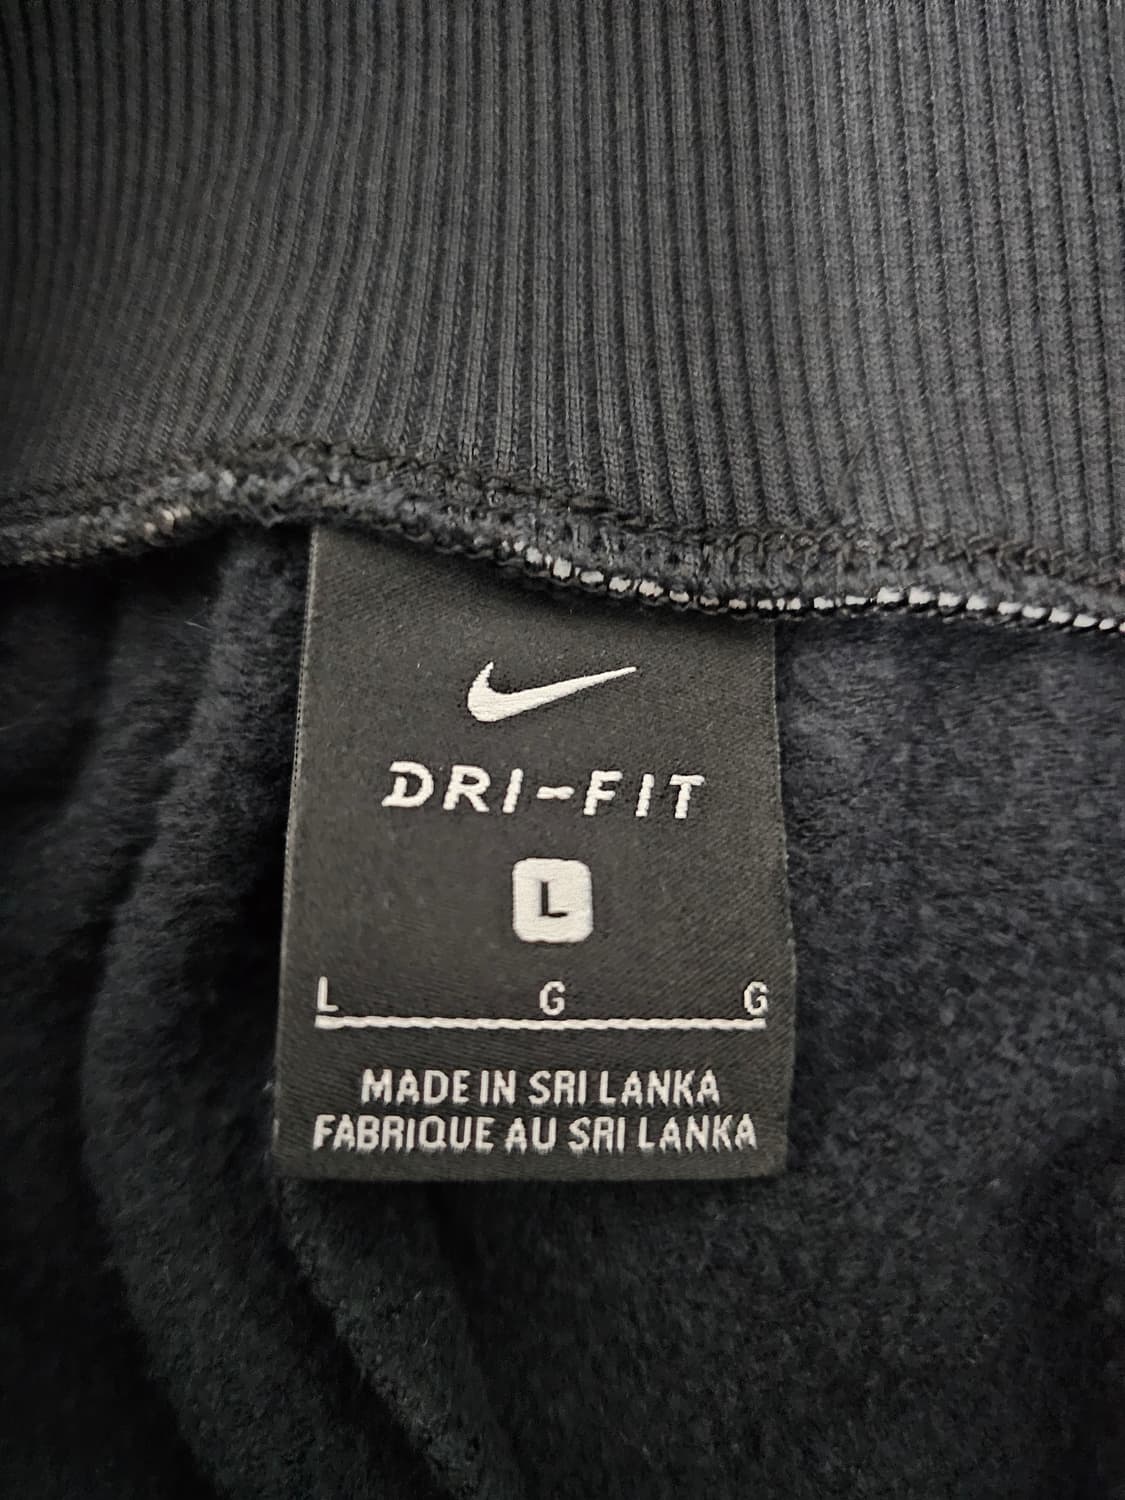 DRI-FIT
L
L G G
MADE IN SRI LANKA
FABRIQUE AU SRI LANKA